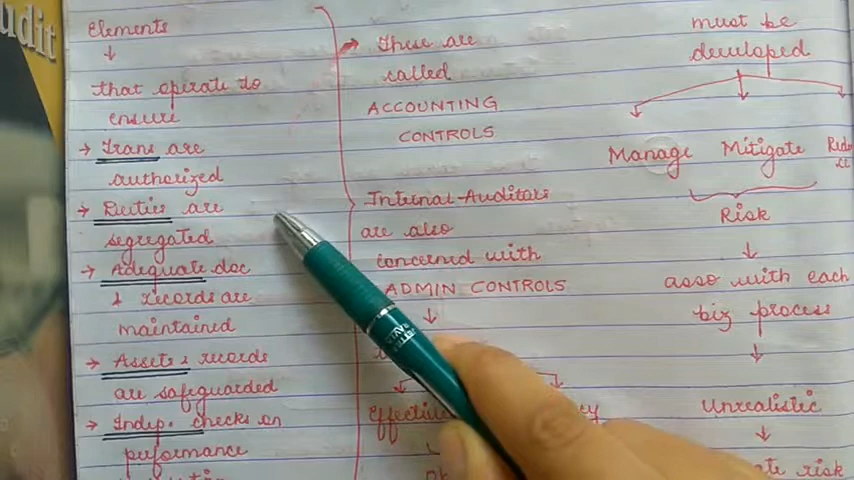 udit
Elements
that operate to
ensure
→ Trans are
authorized
→ Duties are
segregated
→ Adequate doc
& records are
maintained
→ Assets & records
are safeguarded
→ Indep. checks on
performance
These are
called
ACCOUNTING
CONTROLS
Internal Auditors
are also
concerned with
ADMIN CONTROLS
must be
developed
Manage Mitigate
Risk
asso with each
biz process
Unrealistic
risk